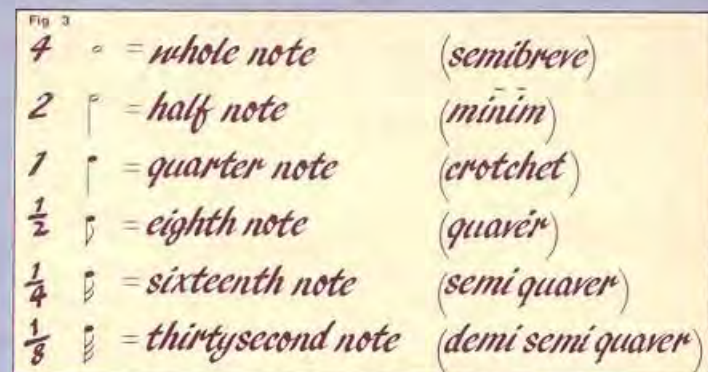 Fig 3
4 = whole note (semibreve)
2 = half note (minim)
1 = quarter note (crotchet)
1/2 = eighth note (quaver)
1/4 = sixteenth note (semi quaver)
1/8 = thirtysecond note (demi semi quaver)